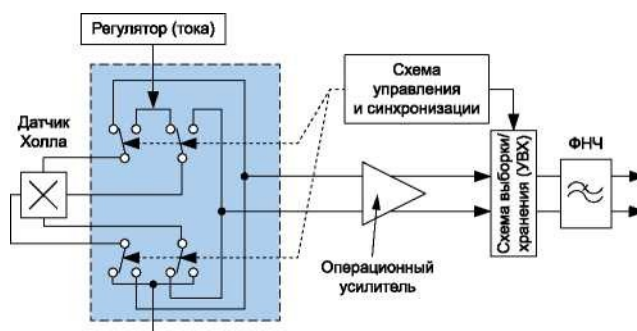 Регулятор (тока)
Датчик
Холла
Схема
управления
и синхронизации
Операционный
усилитель
Схема выборки/
хранения (УВХ)
ФНЧ